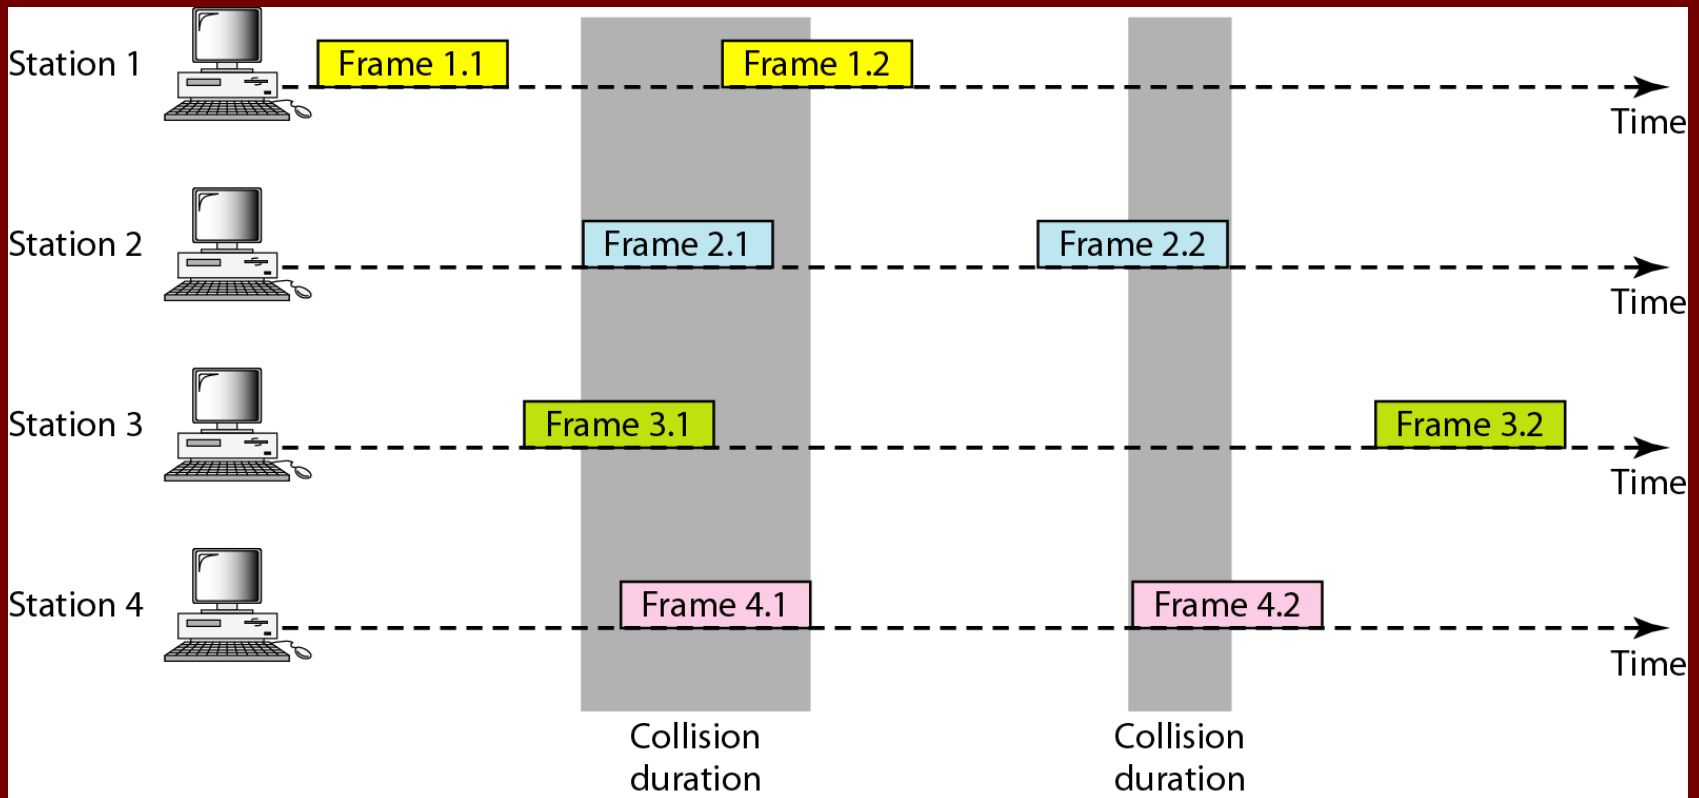 Station 1
Frame 1.1
Frame 1.2
Time
Station 2
Frame 2.1
Frame 2.2
Time
Station 3
Frame 3.1
Frame 3.2
Time
Station 4
Frame 4.1
Frame 4.2
Time
Collision
duration
Collision
duration